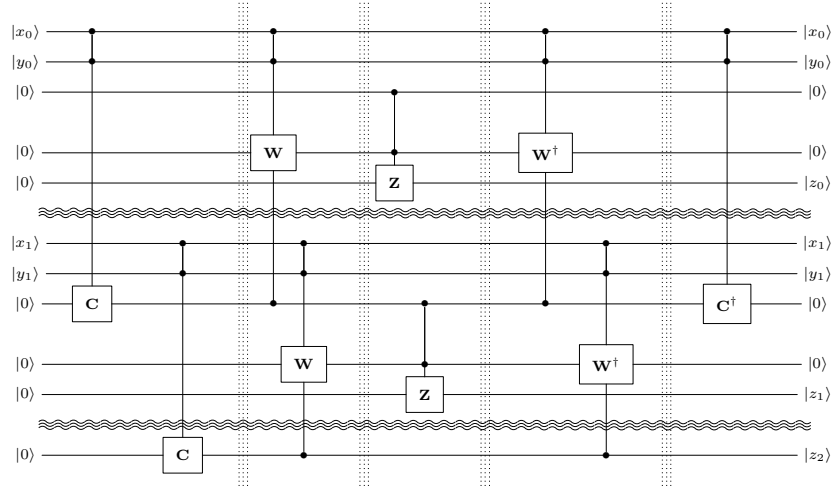 |x₀⟩ |x₀⟩
|y₀⟩ |y₀⟩
|0⟩ |0⟩
|0⟩ W W† |0⟩
|0⟩ Z |z₀⟩
|x₁⟩ |x₁⟩
|y₁⟩ |y₁⟩
|0⟩ C C† |0⟩
|0⟩ W W† |0⟩
|0⟩ Z |z₁⟩
|0⟩ C |z₂⟩